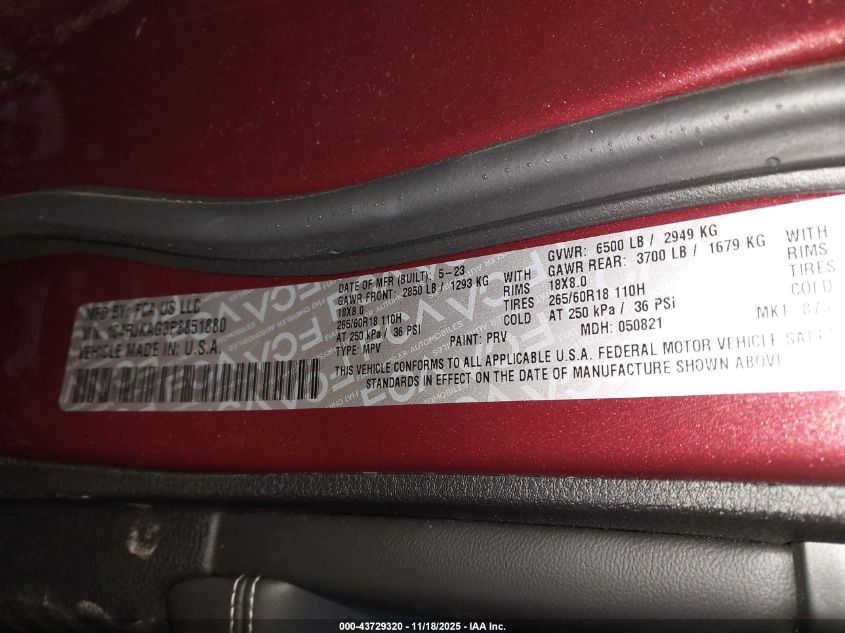 MFD BY: FCA US LLC
VIN: 1C4RJKAG3P8851880
VEHICLE MADE IN U.S.A.
DATE OF MFR (BUILT): 5-23
GAWR FRONT: 2850 LB / 1293 KG WITH
18X8.0 RIMS
265/60R18 110H TIRES
AT 250 kPa / 36 PSi COLD
TYPE: MPV PAINT: PRV
GVWR: 6500 LB / 2949 KG
GAWR REAR: 3700 LB / 1679 KG WITH
18X8.0 RIMS
265/60R18 110H TIRES
AT 250 kPa / 36 PSi COLD
MDH: 050821 MKT 875
THIS VEHICLE CONFORMS TO ALL APPLICABLE U.S.A. FEDERAL MOTOR VEHICLE
STANDARDS IN EFFECT ON THE DATE OF MANUFACTURE SHOWN ABOVE
000-43729320 - 11/18/2025 - IAA Inc.